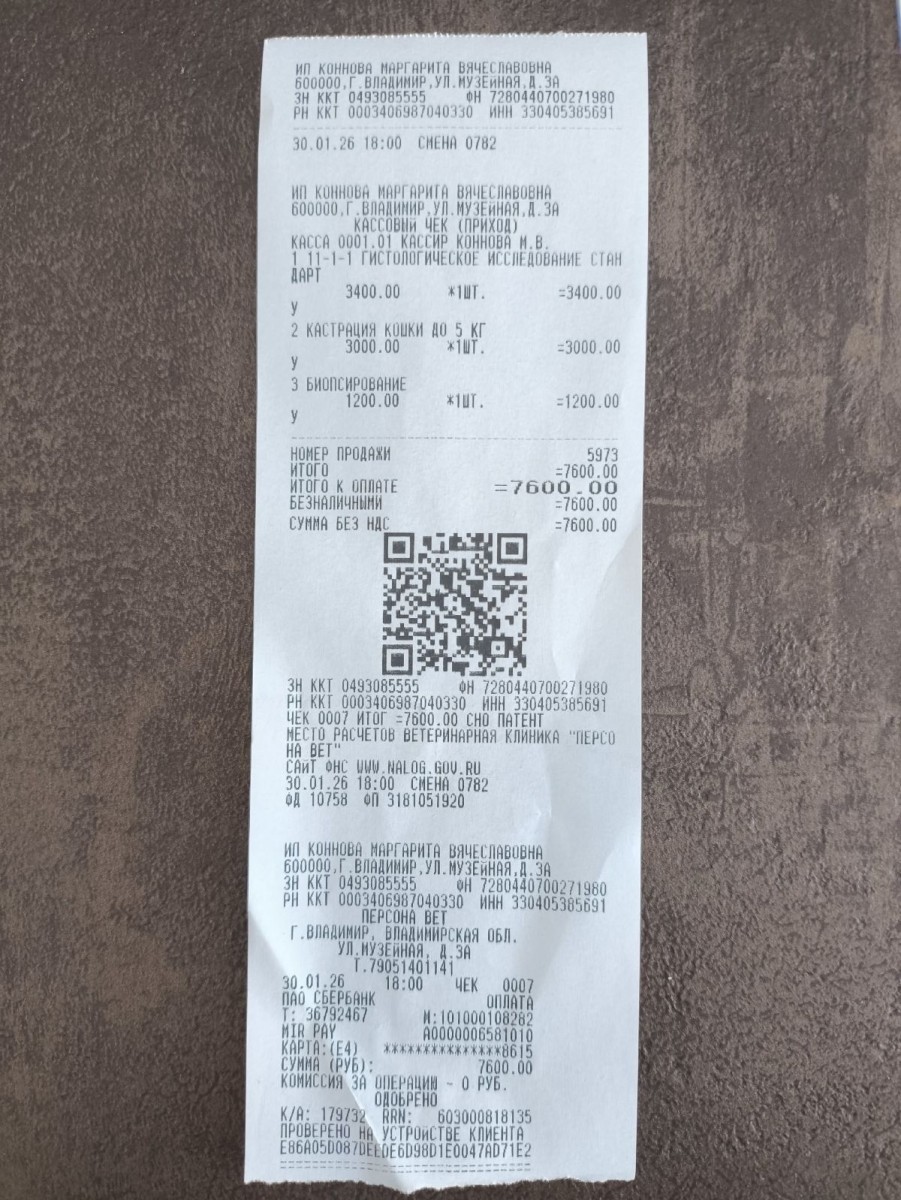 ИП КОННОВА МАРГАРИТА ВЯЧЕСЛАВОВНА
600000,Г.ВЛАДИМИР,УЛ.МУЗЕЙНАЯ,Д.3А
ЗН ККТ 0493085555 ФН 7280440700271980
РН ККТ 0003406987040330 ИНН 330405385691
30.01.26 18:00 СМЕНА 0782
ИП КОННОВА МАРГАРИТА ВЯЧЕСЛАВОВНА
600000,Г.ВЛАДИМИР,УЛ.МУЗЕЙНАЯ,Д.3А
КАССОВЫЙ ЧЕК (ПРИХОД)
КАССА 0001.01 КАССИР КОННОВА М.В.
1 11-1-1 ГИСТОЛОГИЧЕСКОЕ ИССЛЕДОВАНИЕ СТАН
ДАРТ
3400.00 *1ШТ. =3400.00
У
2 КАСТРАЦИЯ КОШКИ ДО 5 КГ
3000.00 *1ШТ. =3000.00
У
3 БИОПСИРОВАНИЕ
1200.00 *1ШТ. =1200.00
У
НОМЕР ПРОДАЖИ 5973
ИТОГО =7600.00
ИТОГО К ОПЛАТЕ =7600.00
БЕЗНАЛИЧНЫМИ =7600.00
СУММА БЕЗ НДС =7600.00
ЗН ККТ 0493085555 ФН 7280440700271980
РН ККТ 0003406987040330 ИНН 330405385691
ЧЕК 0007 ИТОГ =7600.00 СНО ПАТЕНТ
МЕСТО РАСЧЕТОВ ВЕТЕРИНАРНАЯ КЛИНИКА "ПЕРСО
НА ВЕТ"
САЙТ ФНС WWW.NALOG.GOV.RU
30.01.26 18:00 СМЕНА 0782
ФД 10758 ФП 3181051920
ИП КОННОВА МАРГАРИТА ВЯЧЕСЛАВОВНА
600000,Г.ВЛАДИМИР,УЛ.МУЗЕЙНАЯ,Д.3А
ЗН ККТ 0493085555 ФН 7280440700271980
РН ККТ 0003406987040330 ИНН 330405385691
ПЕРСОНА ВЕТ
Г.ВЛАДИМИР, ВЛАДИМИРСКАЯ ОБЛ.
УЛ.МУЗЕЙНАЯ, Д.3А
Т.79051401141
30.01.26 18:00 ЧЕК 0007
ПАО СБЕРБАНК ОПЛАТА
Т: 36792467 М:101000108282
MIR PAY A0000006581010
КАРТА:(E4) ***************8615
СУММА (РУБ): 7600.00
КОМИССИЯ ЗА ОПЕРАЦИЮ - 0 РУБ.
ОДОБРЕНО
К/А: 179732 RRN: 603000818135
ПРОВЕРЕНО НА УСТРОЙСТВЕ КЛИЕНТА